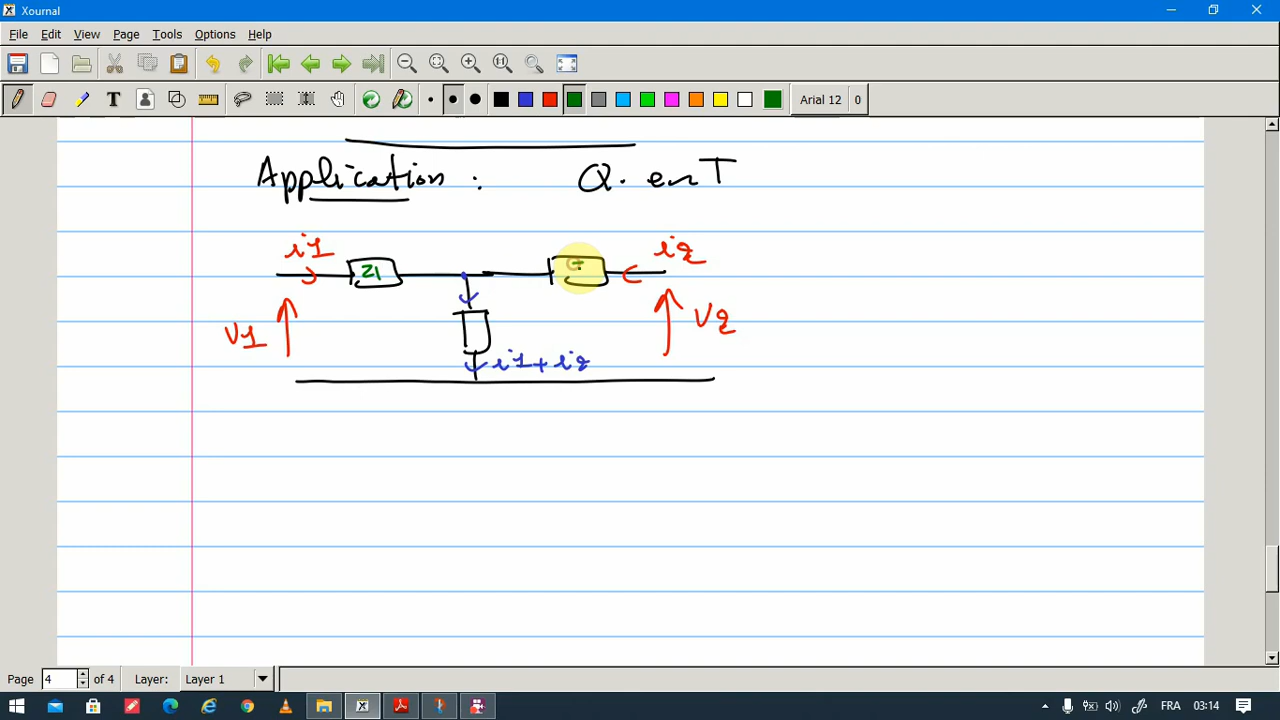 Xournal
File Edit View Page Tools Options Help
Arial 12 0
Application : Q. en T
i1 i2
Z1
V1 V2
i1+i2
Page 4 of 4 Layer: Layer 1
FR 03:14